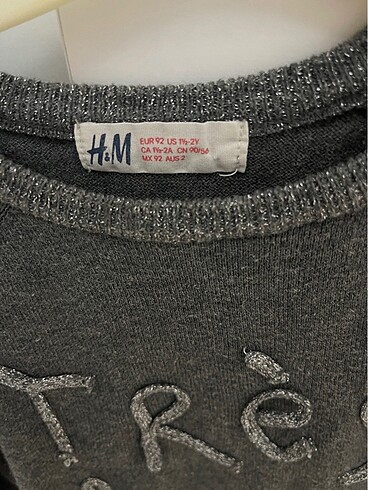 H&M
EUR 92 US 1½-2Y
CA 1½-2A CN 90/56
MX 92 AUS 2
Très